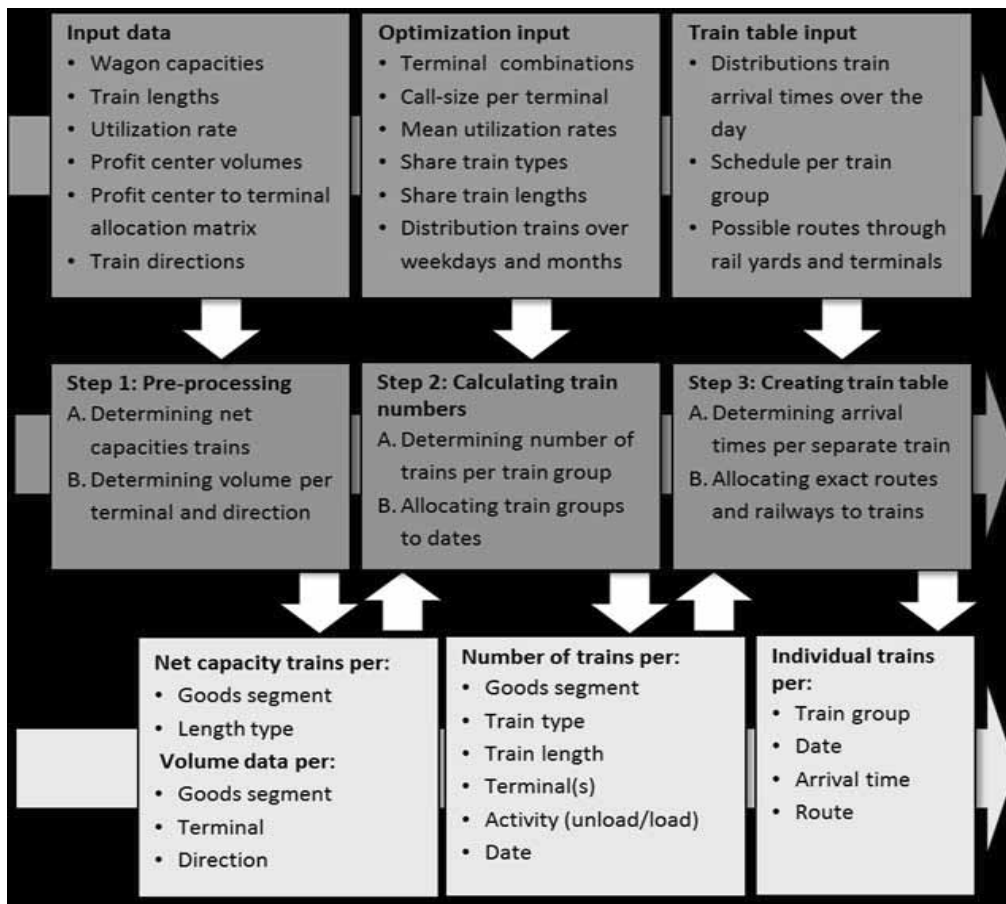 Input data
• Wagon capacities
• Train lengths
• Utilization rate
• Profit center volumes
• Profit center to terminal
allocation matrix
• Train directions
Optimization input
• Terminal combinations
• Call-size per terminal
• Mean utilization rates
• Share train types
• Share train lengths
• Distribution trains over
weekdays and months
Train table input
• Distributions train
arrival times over the
day
• Schedule per train
group
• Possible routes through
rail yards and terminals
Step 1: Pre-processing
A. Determining net
capacities trains
B. Determining volume per
terminal and direction
Step 2: Calculating train
numbers
A. Determining number of
trains per train group
B. Allocating train groups
to dates
Step 3: Creating train table
A. Determining arrival
times per separate train
B. Allocating exact routes
and railways to trains
Net capacity trains per:
• Goods segment
• Length type
Volume data per:
• Goods segment
• Terminal
• Direction
Number of trains per:
• Goods segment
• Train type
• Train length
• Terminal(s)
• Activity (unload/load)
• Date
Individual trains
per:
• Train group
• Date
• Arrival time
• Route